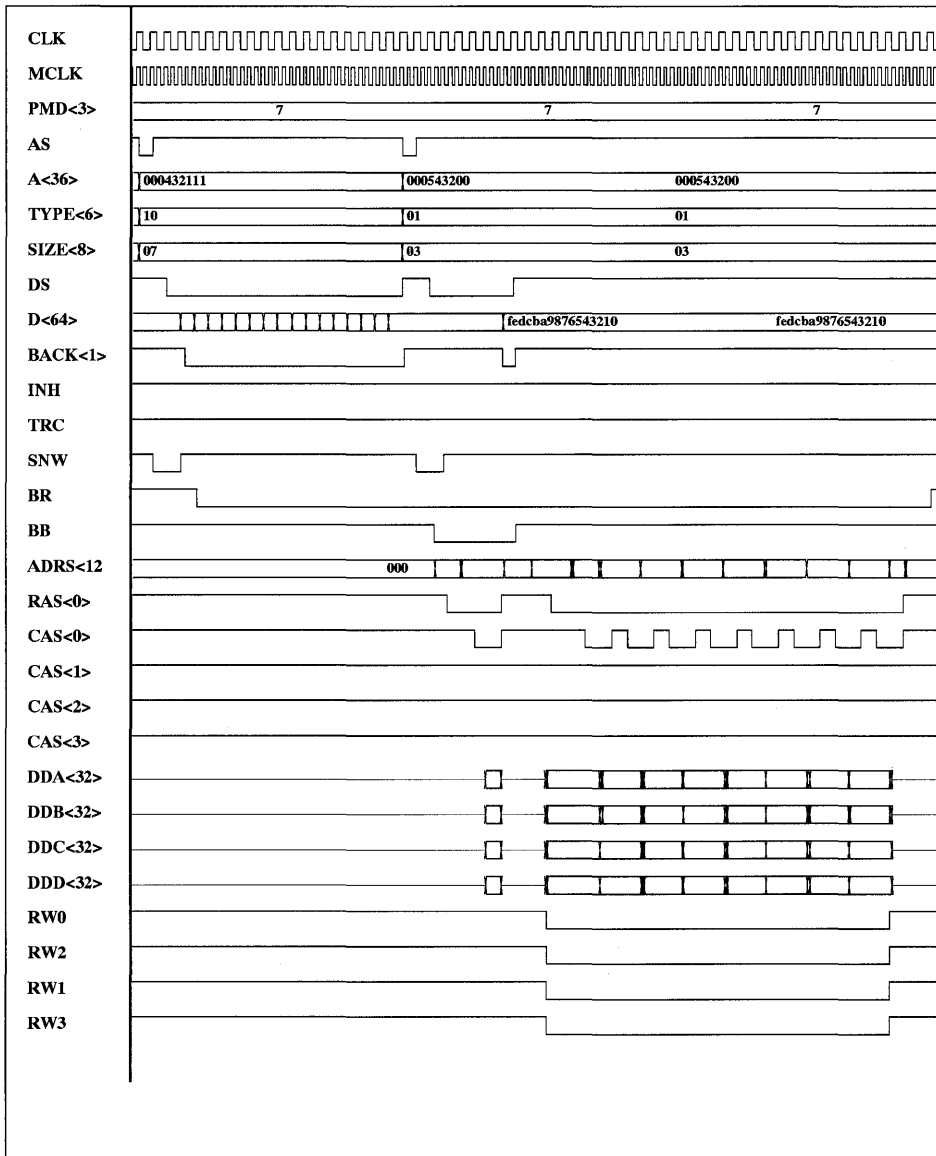 CLK
MCLK
PMD<3> 7 7 7
AS
A<36> 000432111 000543200 000543200
TYPE<6> 10 01 01
SIZE<8> 07 03 03
DS
D<64> fedcba9876543210 fedcba9876543210
BACK<1>
INH
TRC
SNW
BR
BB
ADRS<12 000
RAS<0>
CAS<0>
CAS<1>
CAS<2>
CAS<3>
DDA<32>
DDB<32>
DDC<32>
DDD<32>
RW0
RW2
RW1
RW3